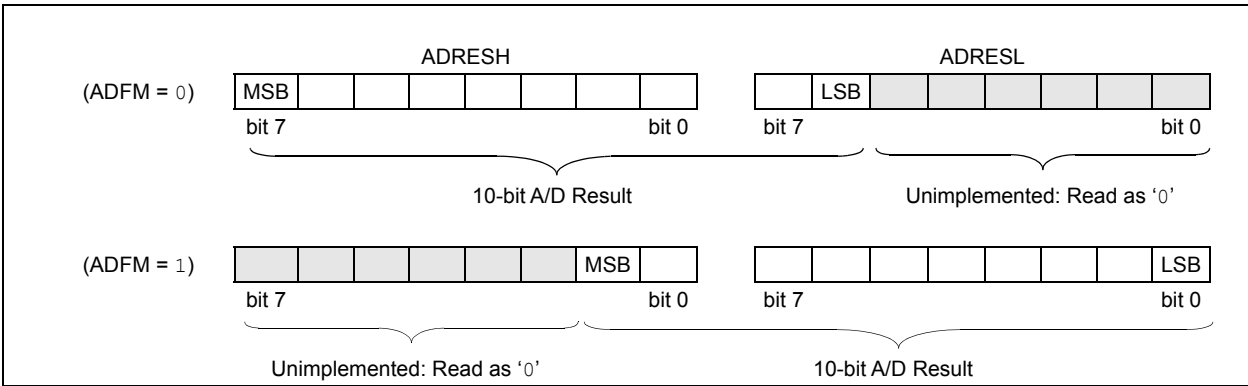 ADRESH ADRESL
(ADFM = 0) MSB LSB
bit 7 bit 0 bit 7 bit 0
10-bit A/D Result Unimplemented: Read as ‘0’
(ADFM = 1) MSB LSB
bit 7 bit 0 bit 7 bit 0
Unimplemented: Read as ‘0’ 10-bit A/D Result